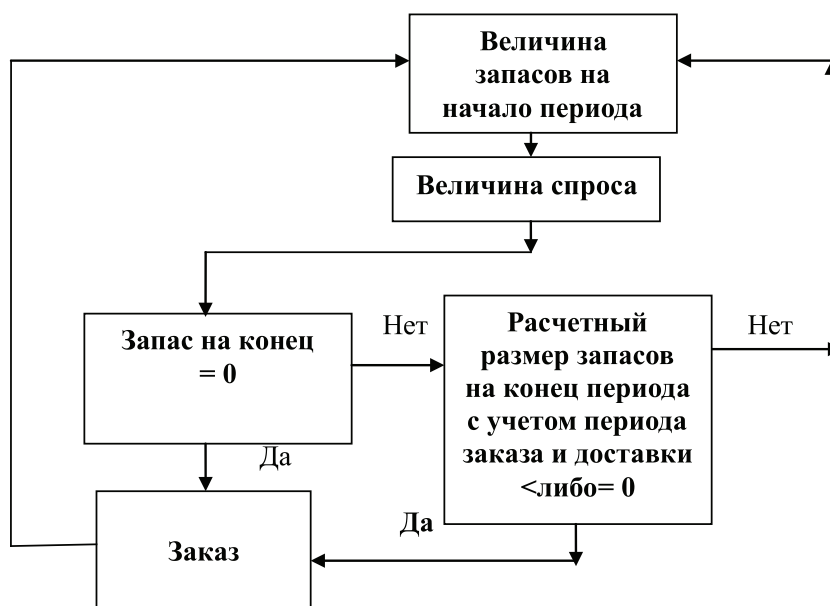 Величина
запасов на
начало периода
Величина спроса
Запас на конец
= 0
Нет
Расчетный
размер запасов
на конец периода
с учетом периода
заказа и доставки
<либо= 0
Нет
Да
Да
Заказ